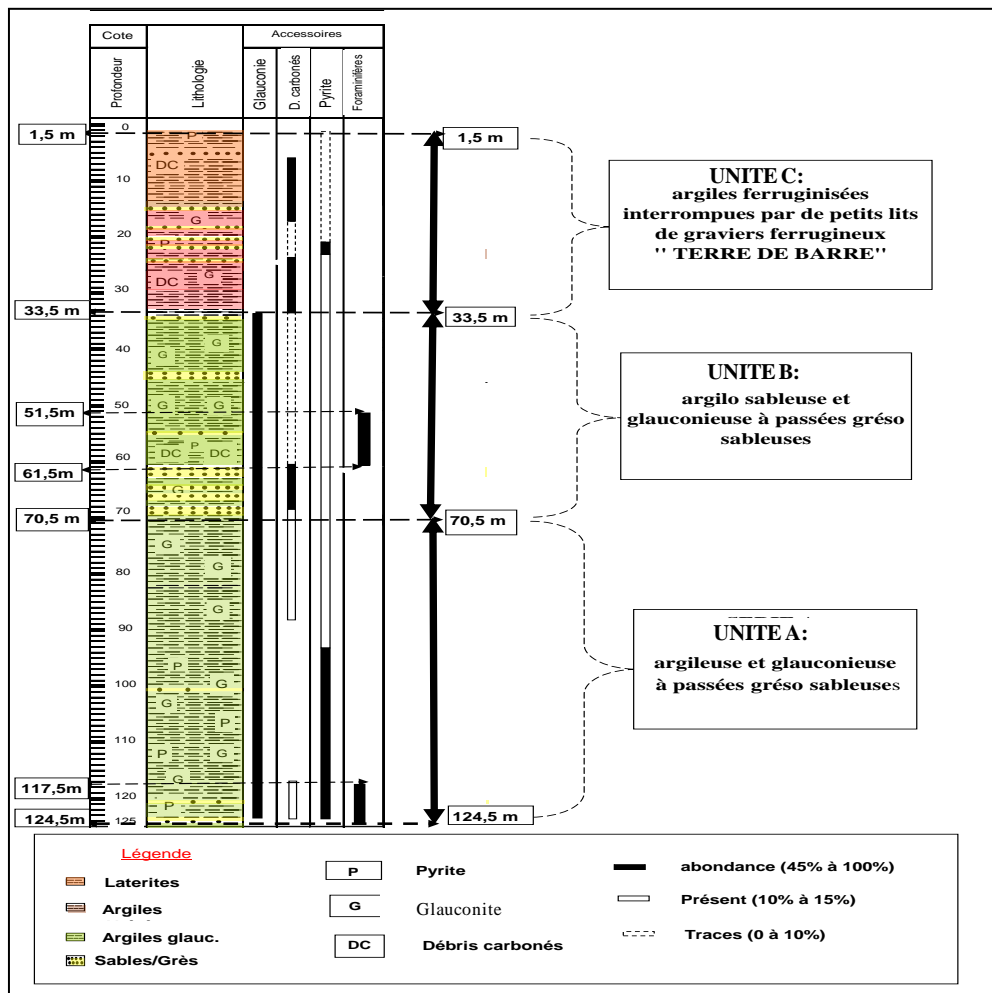 Cote
Accessoires
Profondeur
Lithologie
Glauconie
D. carbonés
Pyrite
Foraminifères
0
10
20
30
40
50
60
70
80
90
100
110
120
125
1,5 m
33,5 m
51,5m
61,5m
70,5 m
117,5m
124,5m
P
DC
G
P
DC
G
G
G
G
G
P
DC
DC
G
G
G
G
P
G
G
P
P
G
G
P
1,5 m
33,5 m
70,5 m
124,5 m
UNITE C:
argiles ferruginisées
interrompues par de petits lits
de graviers ferrugineux
'' TERRE DE BARRE''
UNITE B:
argilo sableuse et
glauconieuse à passées gréso
sableuses
UNITE A:
argileuse et glauconieuse
à passées gréso sableuses
Légende
Laterites
Argiles
Argiles glauc.
Sables/Grès
P
Pyrite
G
Glauconite
DC
Débris carbonés
abondance (45% à 100%)
Présent (10% à 15%)
Traces (0 à 10%)